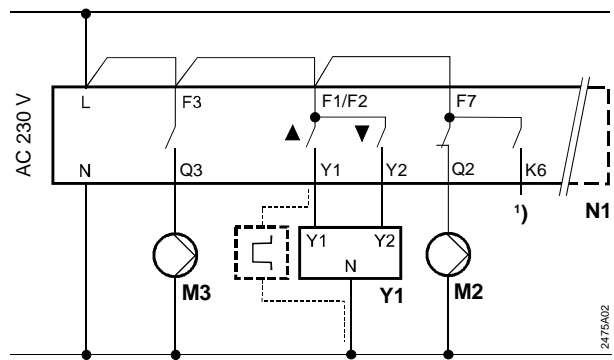 AC 230 V
L F3 F1/F2 F7
▲ ▼
N Q3 Y1 Y2 Q2 K6
N1
¹)
Y1 Y2
N
M3 Y1 M2
2475A02